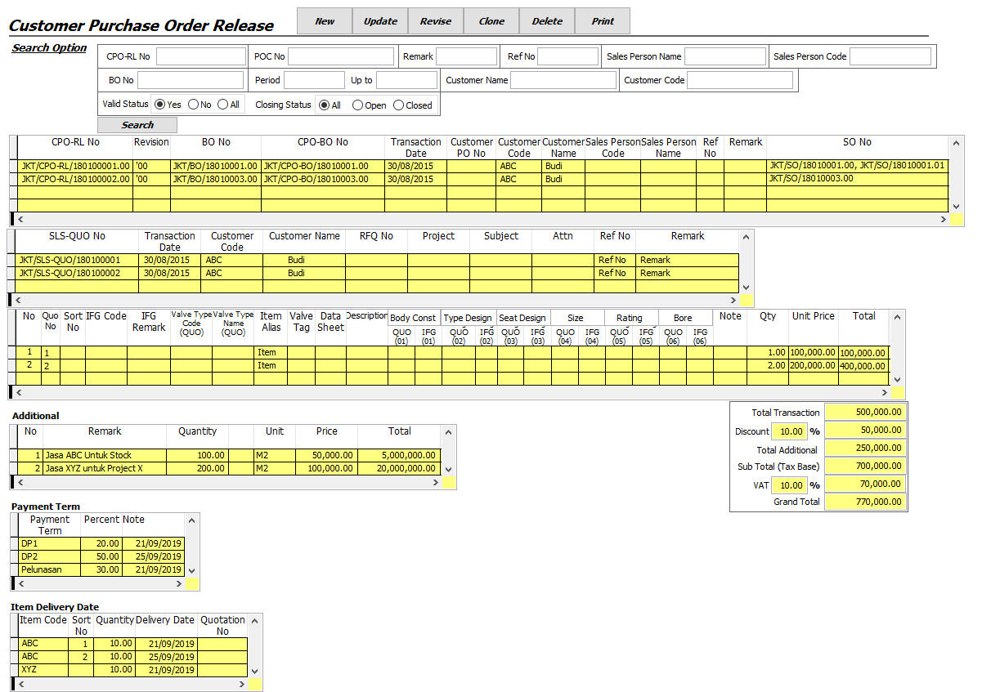 Customer Purchase Order Release
New Update Revise Clone Delete Print
Search Option
CPO-RL No POC No Remark Ref No Sales Person Name Sales Person Code
BO No Period Up to Customer Name Customer Code
Valid Status Yes No All Closing Status All Open Closed
Search
CPO-RL No Revision BO No CPO-BO No Transaction Date Customer PO No Customer Code Customer Name Sales Person Code Sales Person Name Ref No Remark SO No
JKT/CPO-RL/180100001.00 '00 JKT/BO/18010001.00 JKT/CPO-BO/18010001.00 30/08/2015 ABC Budi JKT/SO/18010001.00, JKT/SO/18010001.01
JKT/CPO-RL/180100002.00 '00 JKT/BO/18010003.00 JKT/CPO-BO/18010003.00 30/08/2015 ABC Budi JKT/SO/18010003.00
SLS-QUO No Transaction Date Customer Code Customer Name RFQ No Project Subject Attn Ref No Remark
JKT/SLS-QUO/180100001 30/08/2015 ABC Budi Ref No Remark
JKT/SLS-QUO/180100002 30/08/2015 ABC Budi Ref No Remark
No Quo No Sort No IFG Code IFG Remark Valve Type Code (QUO) Valve Type Name (QUO) Item Alias Valve Tag Data Sheet Description Body Const Type Design Seat Design Size Rating Bore Note Qty Unit Price Total
QUO (01) IFG (01) QUO (02) IFG (02) QUO (03) IFG (03) QUO (04) IFG (04) QUO (05) IFG (05) QUO (06) IFG (06)
1 1 Item 1.00 100,000.00 100,000.00
2 2 Item 2.00 200,000.00 400,000.00
Additional
No Remark Quantity Unit Price Total
1 Jasa ABC Untuk Stock 100.00 M2 50,000.00 5,000,000.00
2 Jasa XYZ untuk Project X 200.00 M2 100,000.00 20,000,000.00
Total Transaction 500,000.00
Discount 10.00 % 50,000.00
Total Additional 250,000.00
Sub Total (Tax Base) 700,000.00
VAT 10.00 % 70,000.00
Grand Total 770,000.00
Payment Term
Payment Term Percent Note
DP1 20.00 21/09/2019
DP2 50.00 25/09/2019
Pelunasan 30.00 21/09/2019
Item Delivery Date
Item Code Sort No Quantity Delivery Date Quotation No
ABC 1 10.00 21/09/2019
ABC 2 10.00 25/09/2019
XYZ 10.00 21/09/2019